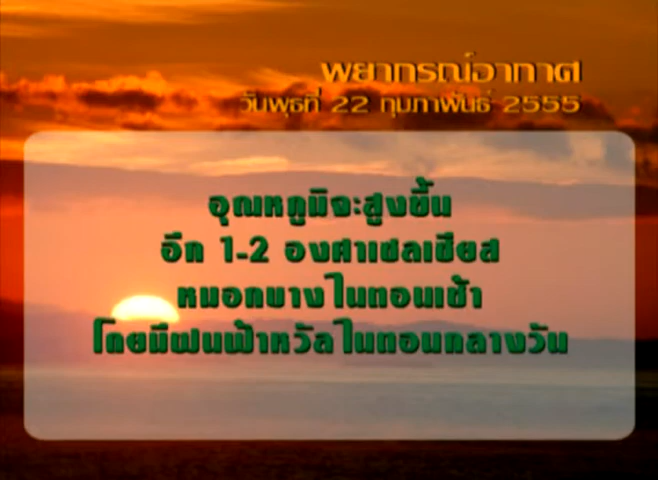 พยากรณ์อากาศ
วันพุธที่ 22 กุมภาพันธ์ 2555
อุณหภูมิจะสูงขึ้น
อีก 1-2 องศาเซลเซียส
หมอกบางในตอนเช้า
โดยมีฝนฟ้าหวัลในตอนกลางวัน